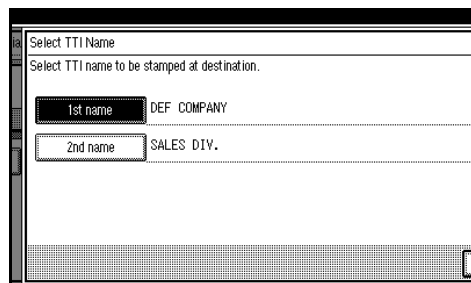 Select TTI Name
Select TTI name to be stamped at destination.
1st name DEF COMPANY
2nd name SALES DIV.